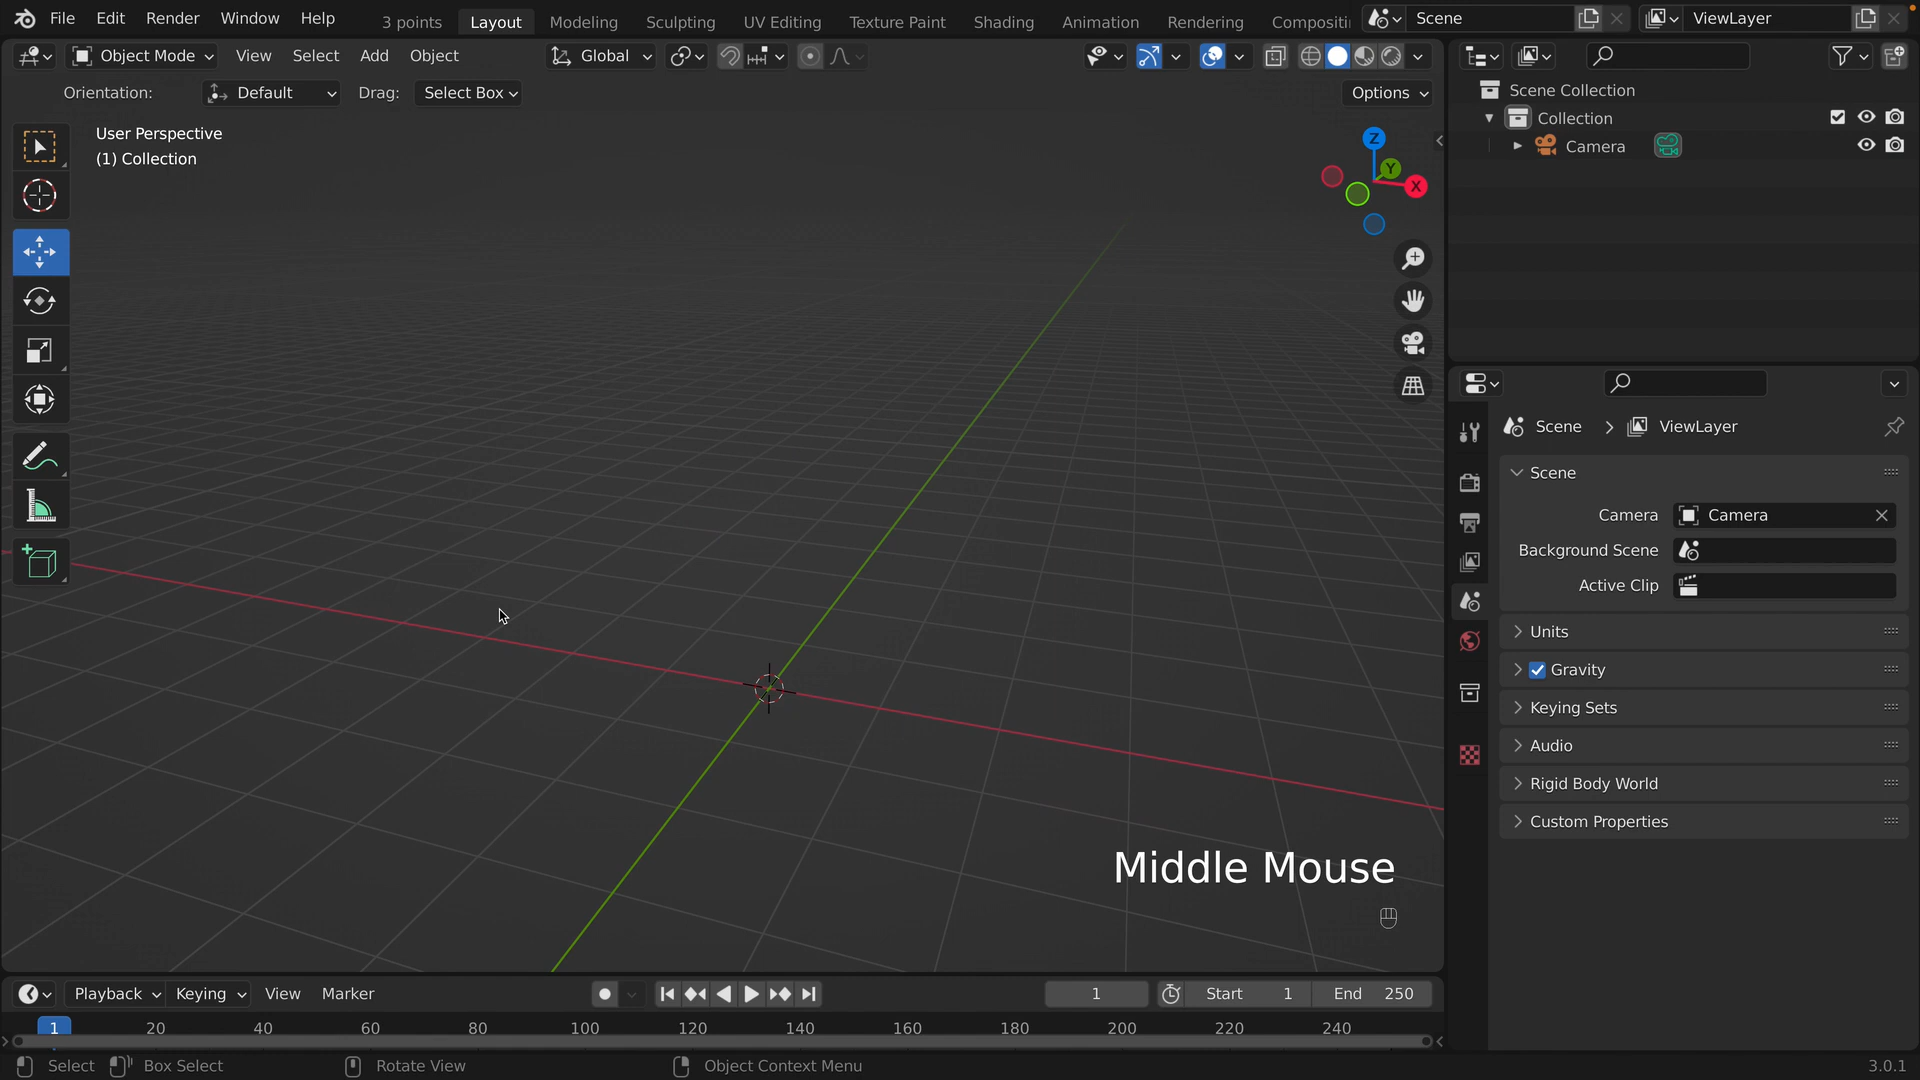 File Edit Render Window Help 3 points Layout Modeling Sculpting UV Editing Texture Paint Shading Animation Rendering Compositi Scene ViewLayer
Object Mode View Select Add Object Global
Orientation: Default Drag: Select Box Options
User Perspective
(1) Collection
Z
Y
X
Scene Collection
Collection
Camera
Scene > ViewLayer
Scene
Camera Camera
Background Scene
Active Clip
Units
Gravity
Keying Sets
Audio
Rigid Body World
Custom Properties
Middle Mouse
Playback Keying View Marker 1 Start 1 End 250
1 20 40 60 80 100 120 140 160 180 200 220 240
Select Box Select Rotate View Object Context Menu 3.0.1